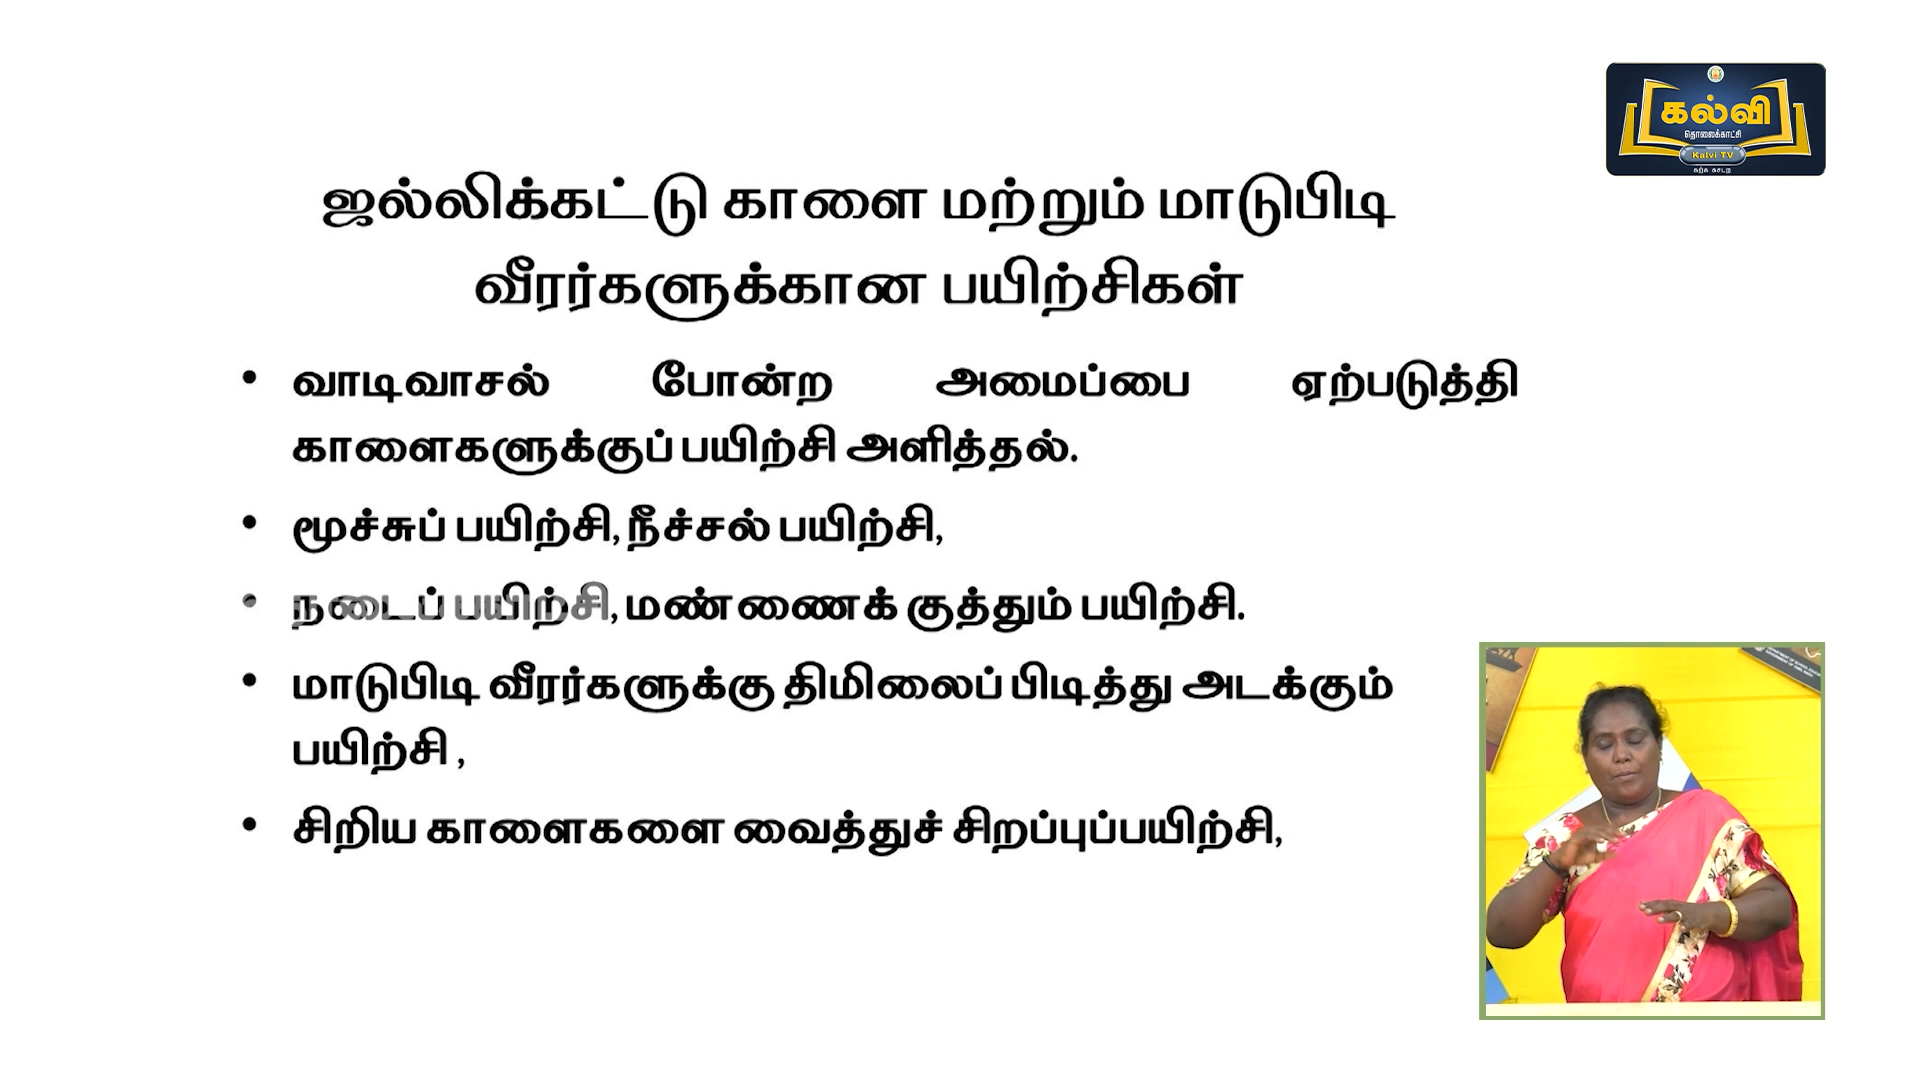 கல்வி
தொலைக்காட்சி
Kalvi TV
ஜல்லிக்கட்டு காளை மற்றும் மாடுபிடி
வீரர்களுக்கான பயிற்சிகள்
• வாடிவாசல் போன்ற அமைப்பை ஏற்படுத்தி
காளைகளுக்குப் பயிற்சி அளித்தல்.
• மூச்சுப் பயிற்சி, நீச்சல் பயிற்சி,
• நடைப் பயிற்சி, மண்ணைக் குத்தும் பயிற்சி.
• மாடுபிடி வீரர்களுக்கு திமிலைப் பிடித்து அடக்கும்
பயிற்சி ,
• சிறிய காளைகளை வைத்துச் சிறப்புப்பயிற்சி,